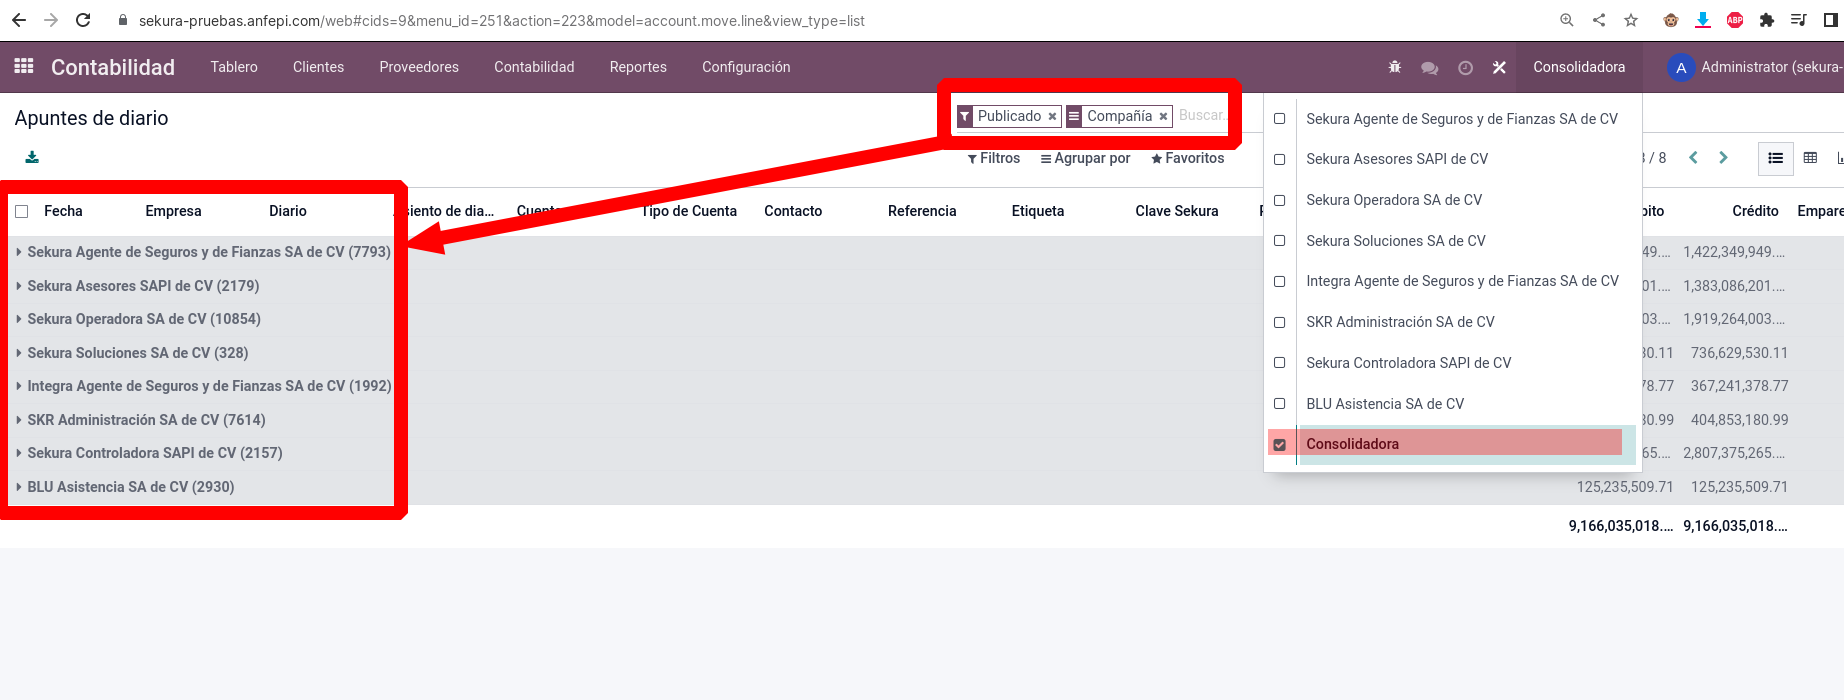 sekura-pruebas.anfepi.com/web#cids=9&menu_id=251&action=223&model=account.move.line&view_type=list
ABP
Contabilidad Tablero Clientes Proveedores Contabilidad Reportes Configuración Consolidadora A Administrator (sekura-
Apuntes de diario Publicado × Compañía × Buscar...
Filtros Agrupar por Favoritos / 8
Fecha Empresa Diario siento de dia... Cuenta Tipo de Cuenta Contacto Referencia Etiqueta Clave Sekura bito Crédito Empare
Sekura Agente de Seguros y de Fianzas SA de CV (7793) 49.... 1,422,349,949....
Sekura Asesores SAPI de CV (2179) 01.... 1,383,086,201....
Sekura Operadora SA de CV (10854) 03.... 1,919,264,003....
Sekura Soluciones SA de CV (328) 30.11 736,629,530.11
Integra Agente de Seguros y de Fianzas SA de CV (1992) 78.77 367,241,378.77
SKR Administración SA de CV (7614) 80.99 404,853,180.99
Sekura Controladora SAPI de CV (2157) 65.... 2,807,375,265....
BLU Asistencia SA de CV (2930) 125,235,509.71 125,235,509.71
9,166,035,018.... 9,166,035,018....
Sekura Agente de Seguros y de Fianzas SA de CV
Sekura Asesores SAPI de CV
Sekura Operadora SA de CV
Sekura Soluciones SA de CV
Integra Agente de Seguros y de Fianzas SA de CV
SKR Administración SA de CV
Sekura Controladora SAPI de CV
BLU Asistencia SA de CV
Consolidadora